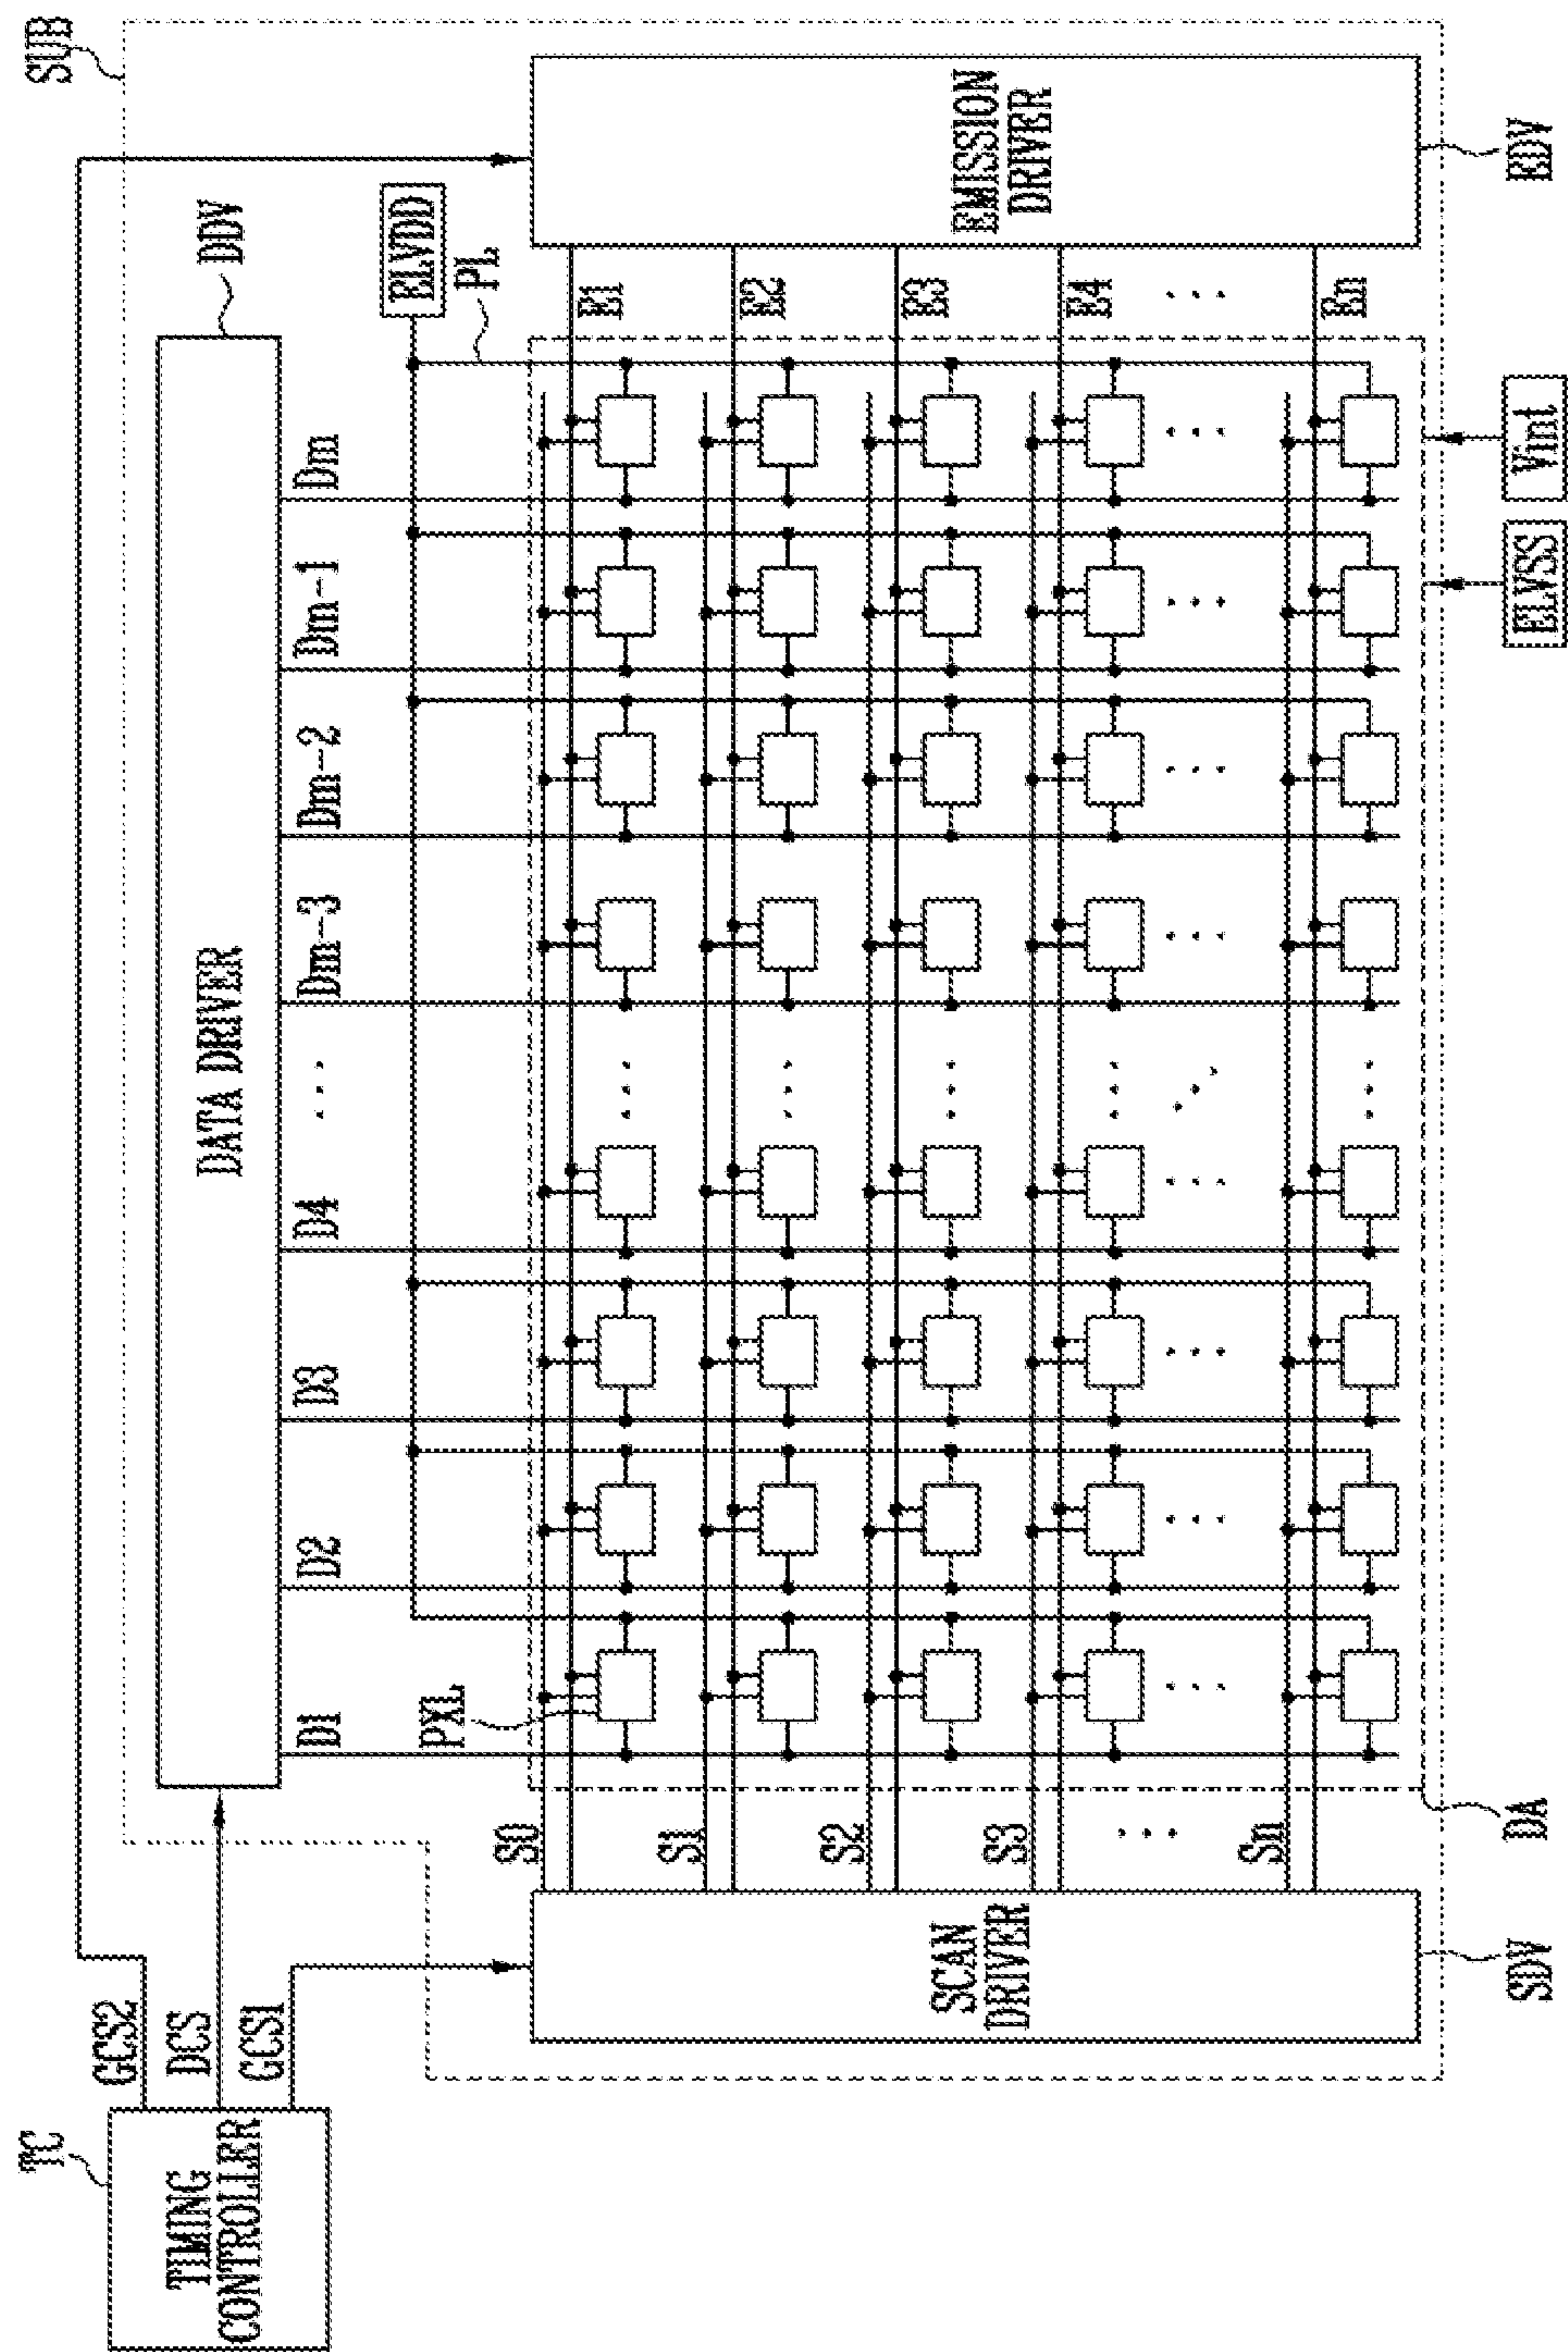 SUB
TC
TIMING
CONTROLLER
GCS2
DCS
GCS1
DATA DRIVER
DDV
ELVDD
PL
D1
D2
D3
D4
...
Dm-3
Dm-2
Dm-1
Dm
PXL
S0
S1
S2
S3
...
Sn
E1
E2
E3
E4
...
En
SCAN
DRIVER
EMISSION
DRIVER
SDV
DA
ELVSS
Vint
EDV